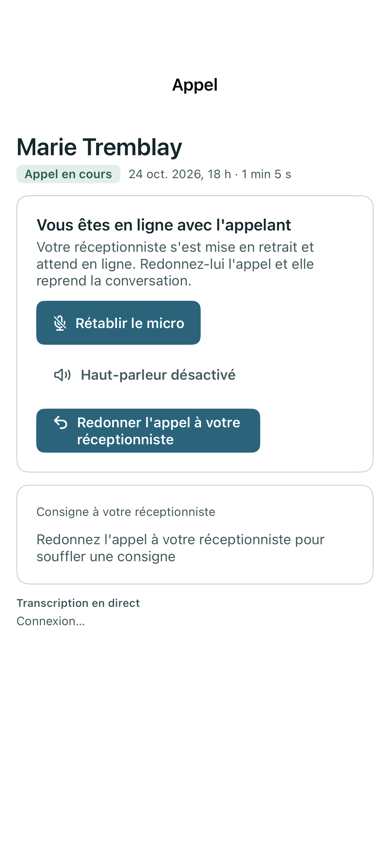 Appel
Marie Tremblay
Appel en cours 24 oct. 2026, 18 h · 1 min 5 s
Vous êtes en ligne avec l'appelant
Votre réceptionniste s'est mise en retrait et
attend en ligne. Redonnez-lui l'appel et elle
reprend la conversation.
Rétablir le micro
Haut-parleur désactivé
Redonner l'appel à votre
réceptionniste
Consigne à votre réceptionniste
Redonnez l'appel à votre réceptionniste pour
souffler une consigne
Transcription en direct
Connexion…